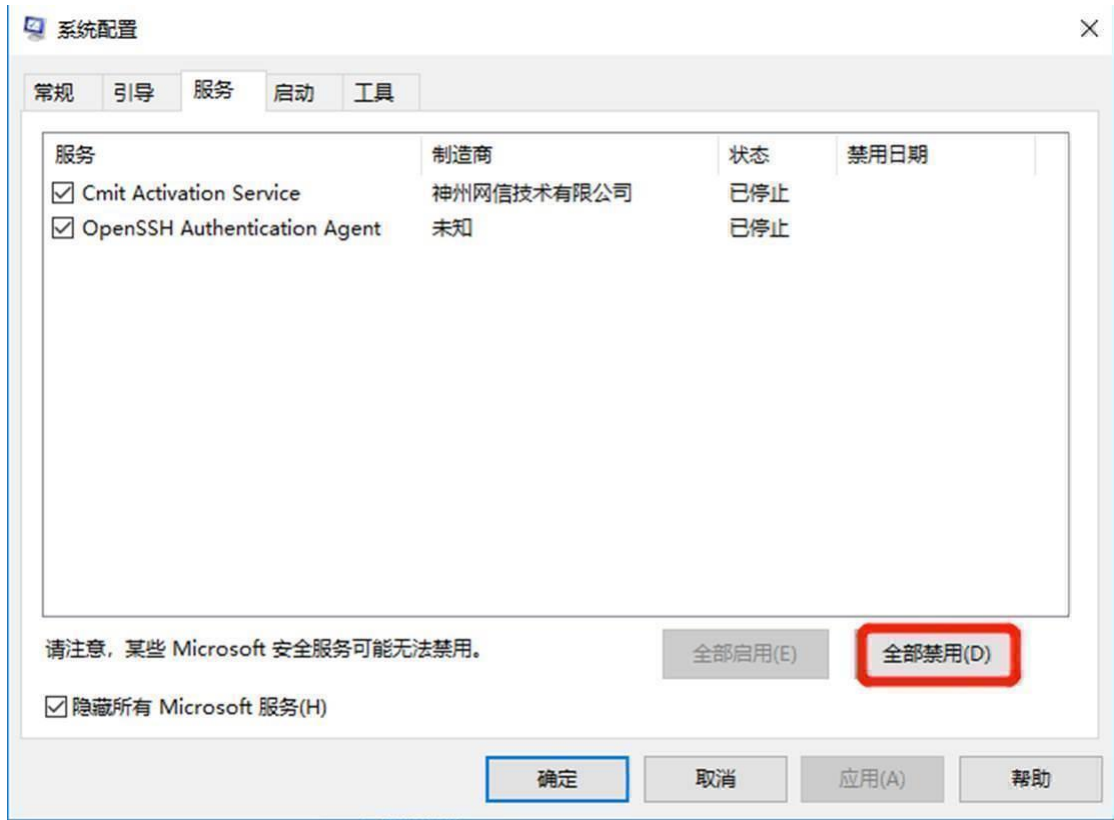 系统配置
常规 引导 服务 启动 工具
服务 制造商 状态 禁用日期
Cmit Activation Service 神州网信技术有限公司 已停止
OpenSSH Authentication Agent 未知 已停止
请注意，某些 Microsoft 安全服务可能无法禁用。 全部启用(E) 全部禁用(D)
隐藏所有 Microsoft 服务(H)
确定 取消 应用(A) 帮助